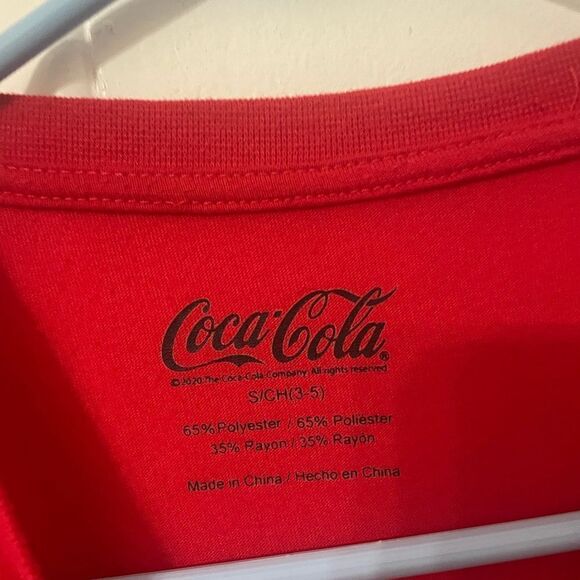 Coca-Cola®
©2020 The Coca-Cola Company. All rights reserved.
S/CH(3-5)
65% Polyester / 65% Poliéster
35% Rayon / 35% Rayón
Made in China / Hecho en China